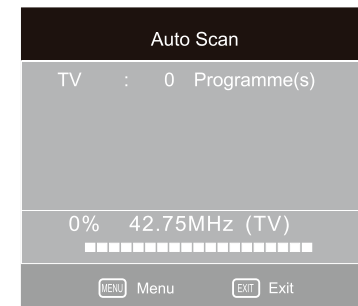 Auto Scan
TV : 0 Programme(s)
0% 42.75MHz (TV)
MENU Menu EXIT Exit